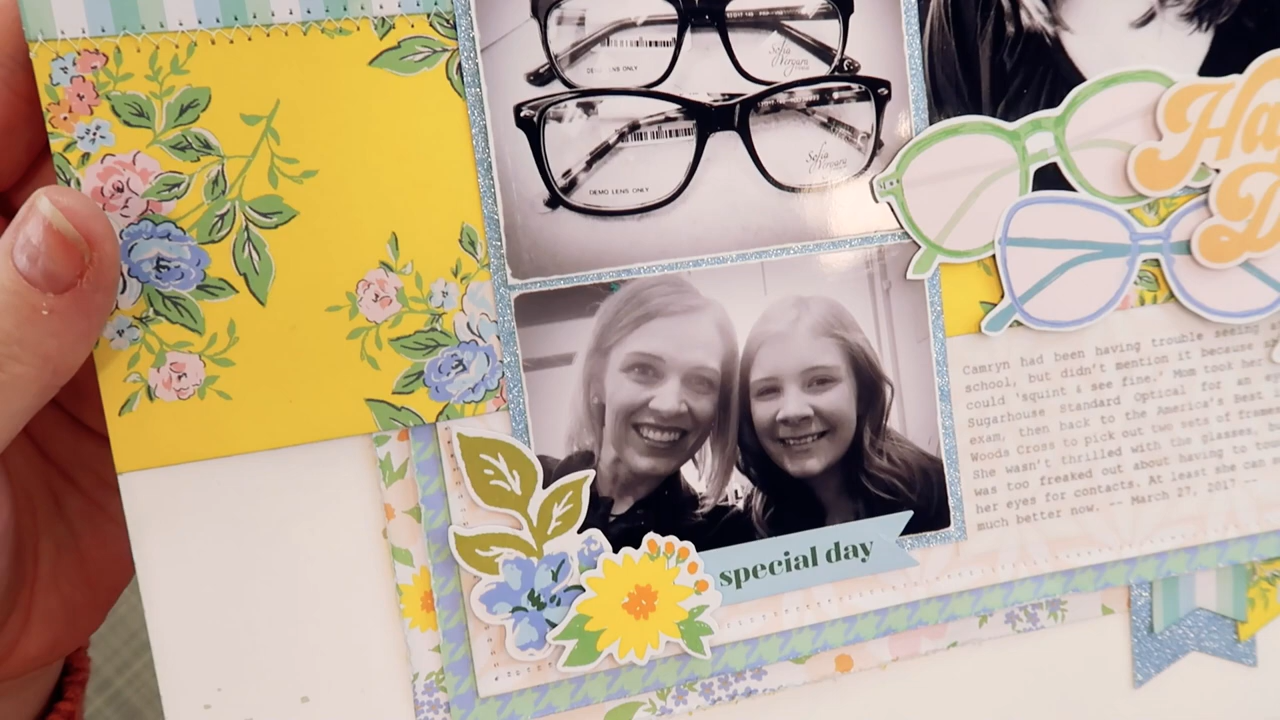 Sofia
Vergara
DEMO LENS ONLY
Sofia
Vergara
DEMO LENS ONLY
Camryn had been having trouble seeing
school, but didn't mention it because
could 'squint & see fine.' Mom took her
Sugarhouse Standard Optical for an
exam, then back to the America's Best
Woods Cross to pick out two sets of
She wasn't thrilled with the glasses,
was too freaked out about having to
her eyes for contacts. At least she can
much better now. -- March 27, 2017 --
special day